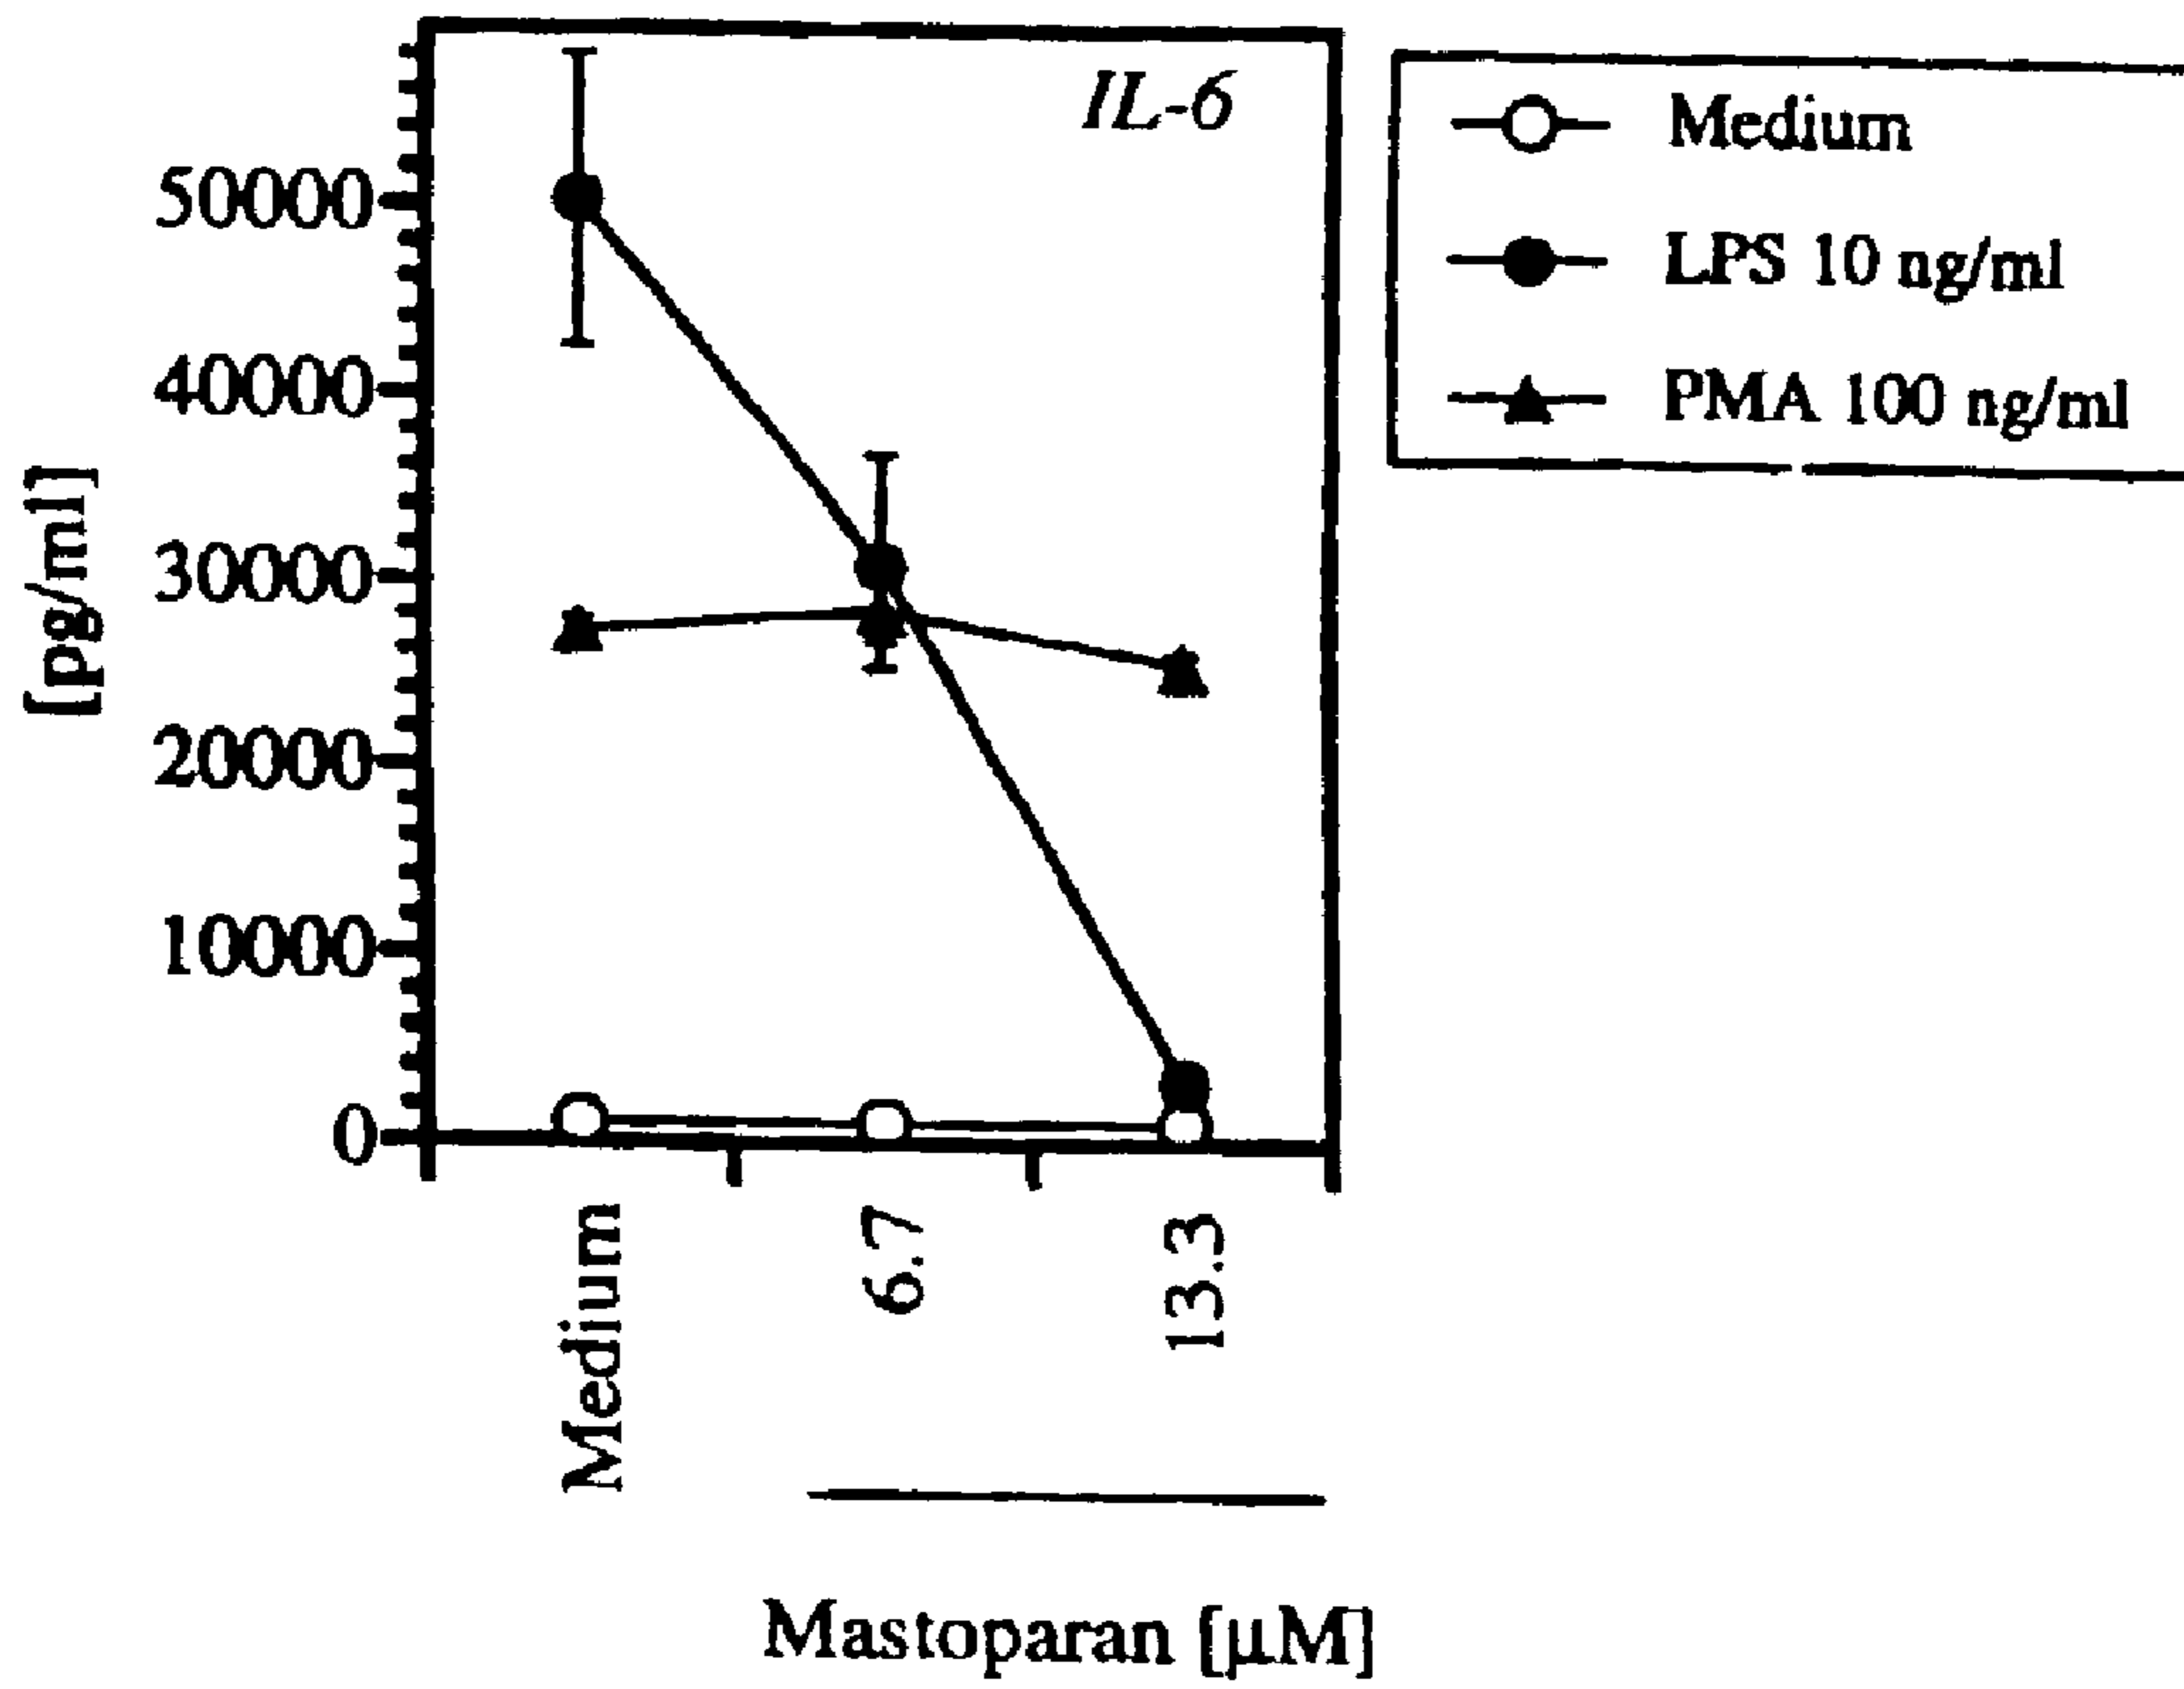 IL-6
Medium
LPS 10 ng/ml
PMA 100 ng/ml
[pg/ml]
50000
40000
30000
20000
10000
0
Medium
6.7
13.3
Mastoparan [µM]